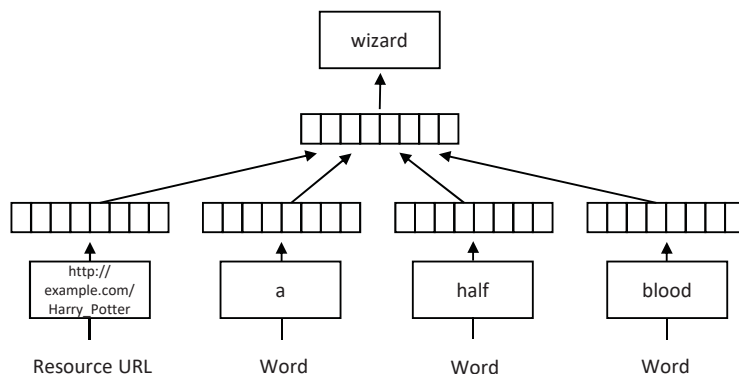 wizard
http://
example.com/
Harry_Potter
a
half
blood
Resource URL
Word
Word
Word